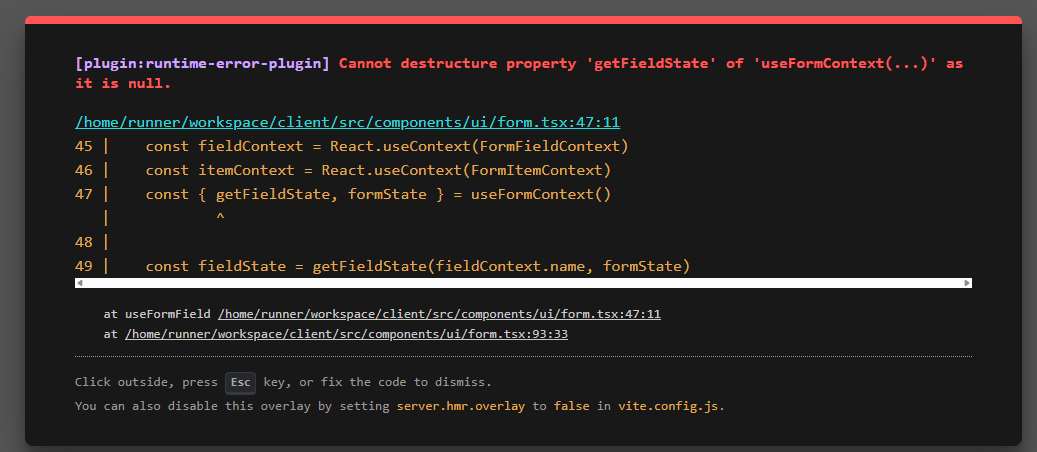 [plugin:runtime-error-plugin] Cannot destructure property 'getFieldState' of 'useFormContext(...)' as
it is null.
/home/runner/workspace/client/src/components/ui/form.tsx:47:11
45 |    const fieldContext = React.useContext(FormFieldContext)
46 |    const itemContext = React.useContext(FormItemContext)
47 |    const { getFieldState, formState } = useFormContext()
   |            ^
48 |
49 |    const fieldState = getFieldState(fieldContext.name, formState)
at useFormField /home/runner/workspace/client/src/components/ui/form.tsx:47:11
at /home/runner/workspace/client/src/components/ui/form.tsx:93:33
Click outside, press Esc key, or fix the code to dismiss.
You can also disable this overlay by setting server.hmr.overlay to false in vite.config.js.